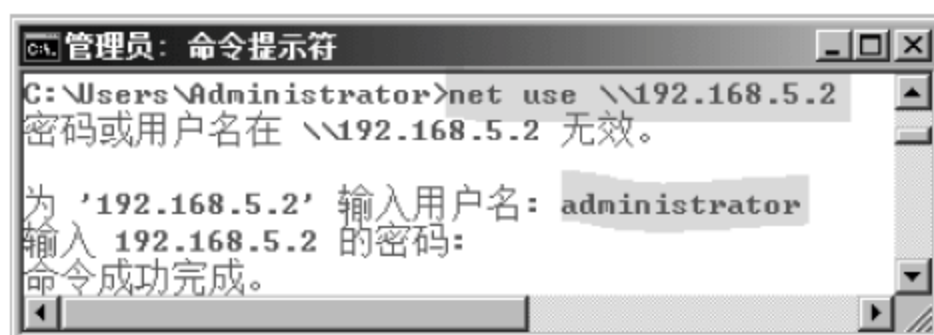 管理员: 命令提示符
C:\Users\Administrator>net use \\192.168.5.2
密码或用户名在 \\192.168.5.2 无效。
为 '192.168.5.2' 输入用户名: administrator
输入 192.168.5.2 的密码:
命令成功完成。